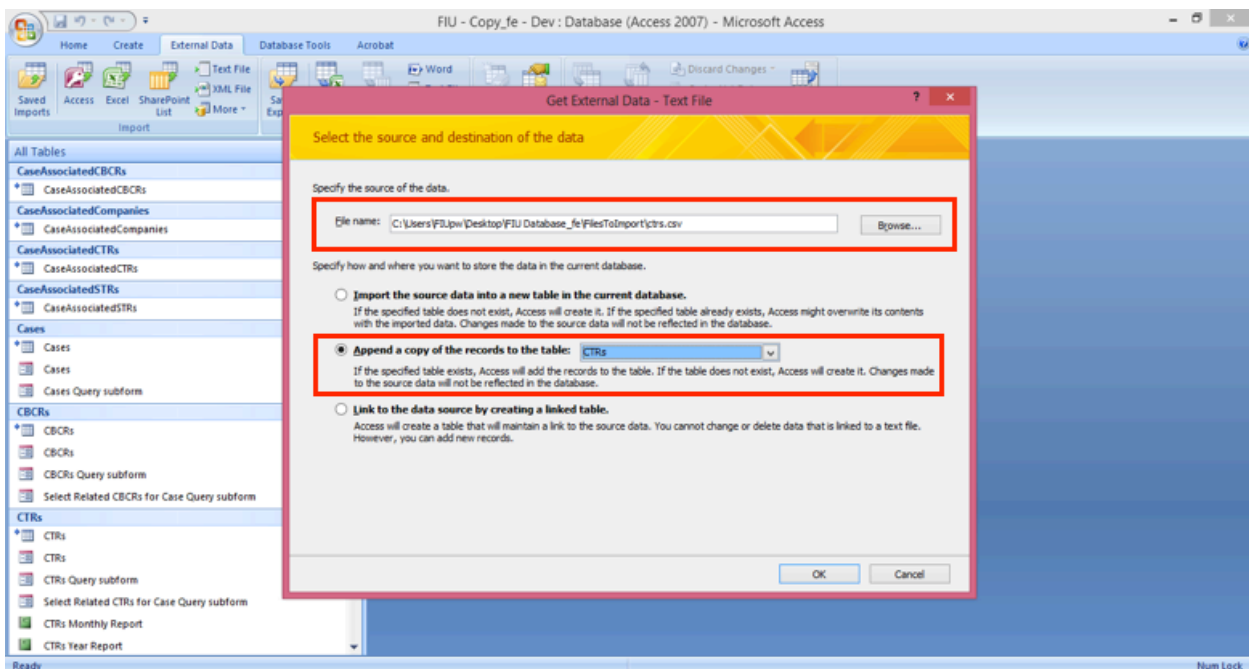 FIU - Copy_fe - Dev : Database (Access 2007) - Microsoft Access
Home Create External Data Database Tools Acrobat
Saved Imports
Access
Excel
SharePoint List
Text File
XML File
More
Import
Word
Discard Changes
Get External Data - Text File
Select the source and destination of the data
Specify the source of the data.
File name: C:\Users\FIUpw\Desktop\FIU Database_fe\FilesToImport\ctrs.csv Browse...
Specify how and where you want to store the data in the current database.
Import the source data into a new table in the current database.
If the specified table does not exist, Access will create it. If the specified table already exists, Access might overwrite its contents
with the imported data. Changes made to the source data will not be reflected in the database.
Append a copy of the records to the table: CTRs
If the specified table exists, Access will add the records to the table. If the table does not exist, Access will create it. Changes made
to the source data will not be reflected in the database.
Link to the data source by creating a linked table.
Access will create a table that will maintain a link to the source data. You cannot change or delete data that is linked to a text file.
However, you can add new records.
OK Cancel
All Tables
CaseAssociatedCBCRs
CaseAssociatedCBCRs
CaseAssociatedCompanies
CaseAssociatedCompanies
CaseAssociatedCTRs
CaseAssociatedCTRs
CaseAssociatedSTRs
CaseAssociatedSTRs
Cases
Cases
Cases
Cases Query subform
CBCRs
CBCRs
CBCRs
CBCRs Query subform
Select Related CBCRs for Case Query subform
CTRs
CTRs
CTRs
CTRs Query subform
Select Related CTRs for Case Query subform
CTRs Monthly Report
CTRs Year Report
Ready Num Lock